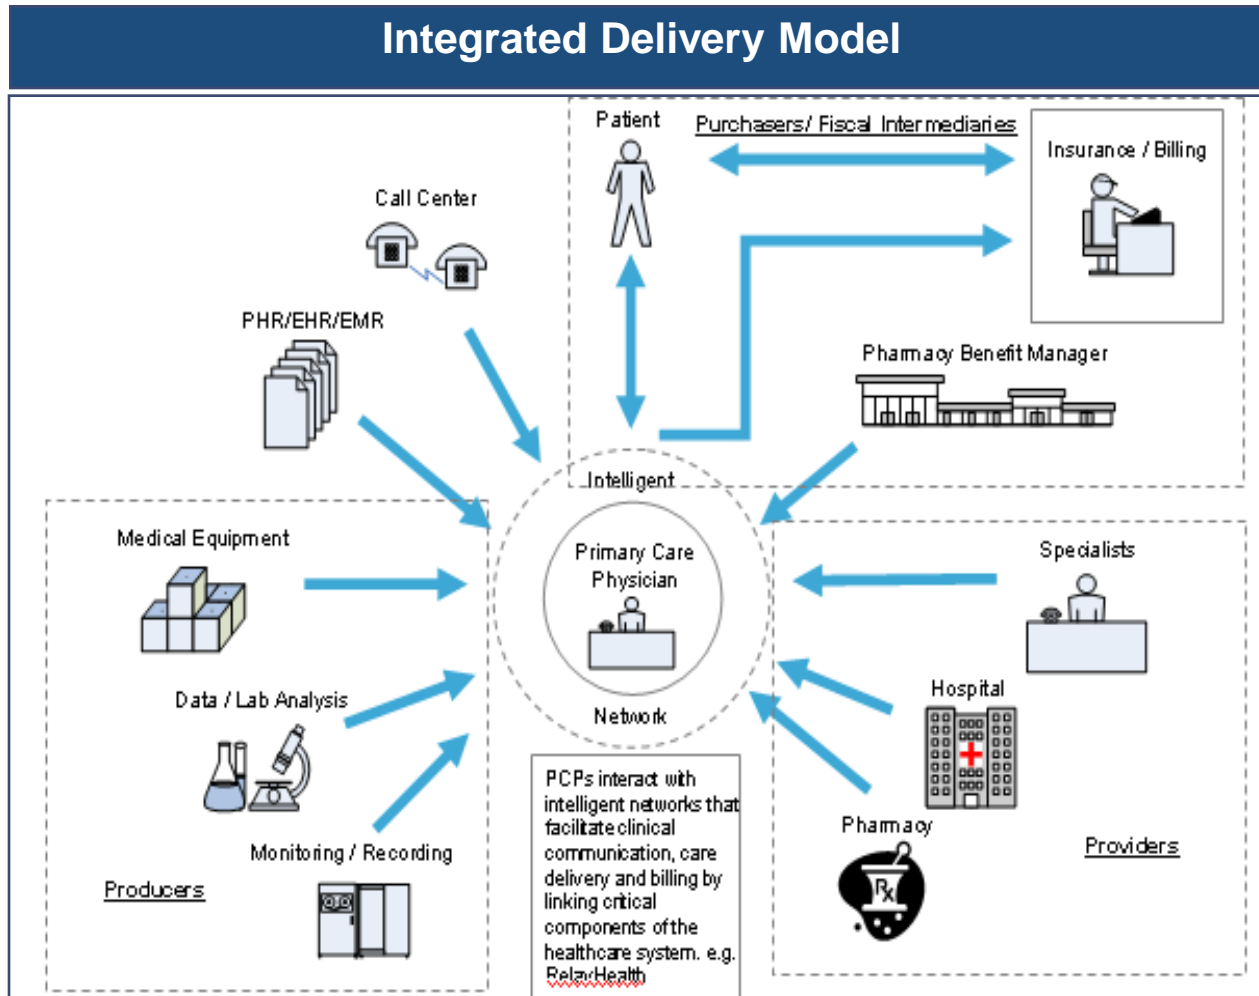 Integrated Delivery Model
Patient
Purchasers/ Fiscal Intermediaries
Insurance / Billing
Call Center
PHR/EHR/EMR
Pharmacy Benefit Manager
Intelligent
Medical Equipment
Primary Care
Physician
Specialists
Data / Lab Analysis
Network
Hospital
Monitoring / Recording
Producers
PCPs interact with
intelligent networks that
facilitate clinical
communication, care
delivery and billing by
linking critical
components of the
healthcare system. e.g.
RelayHealth
Pharmacy
Rx
Providers